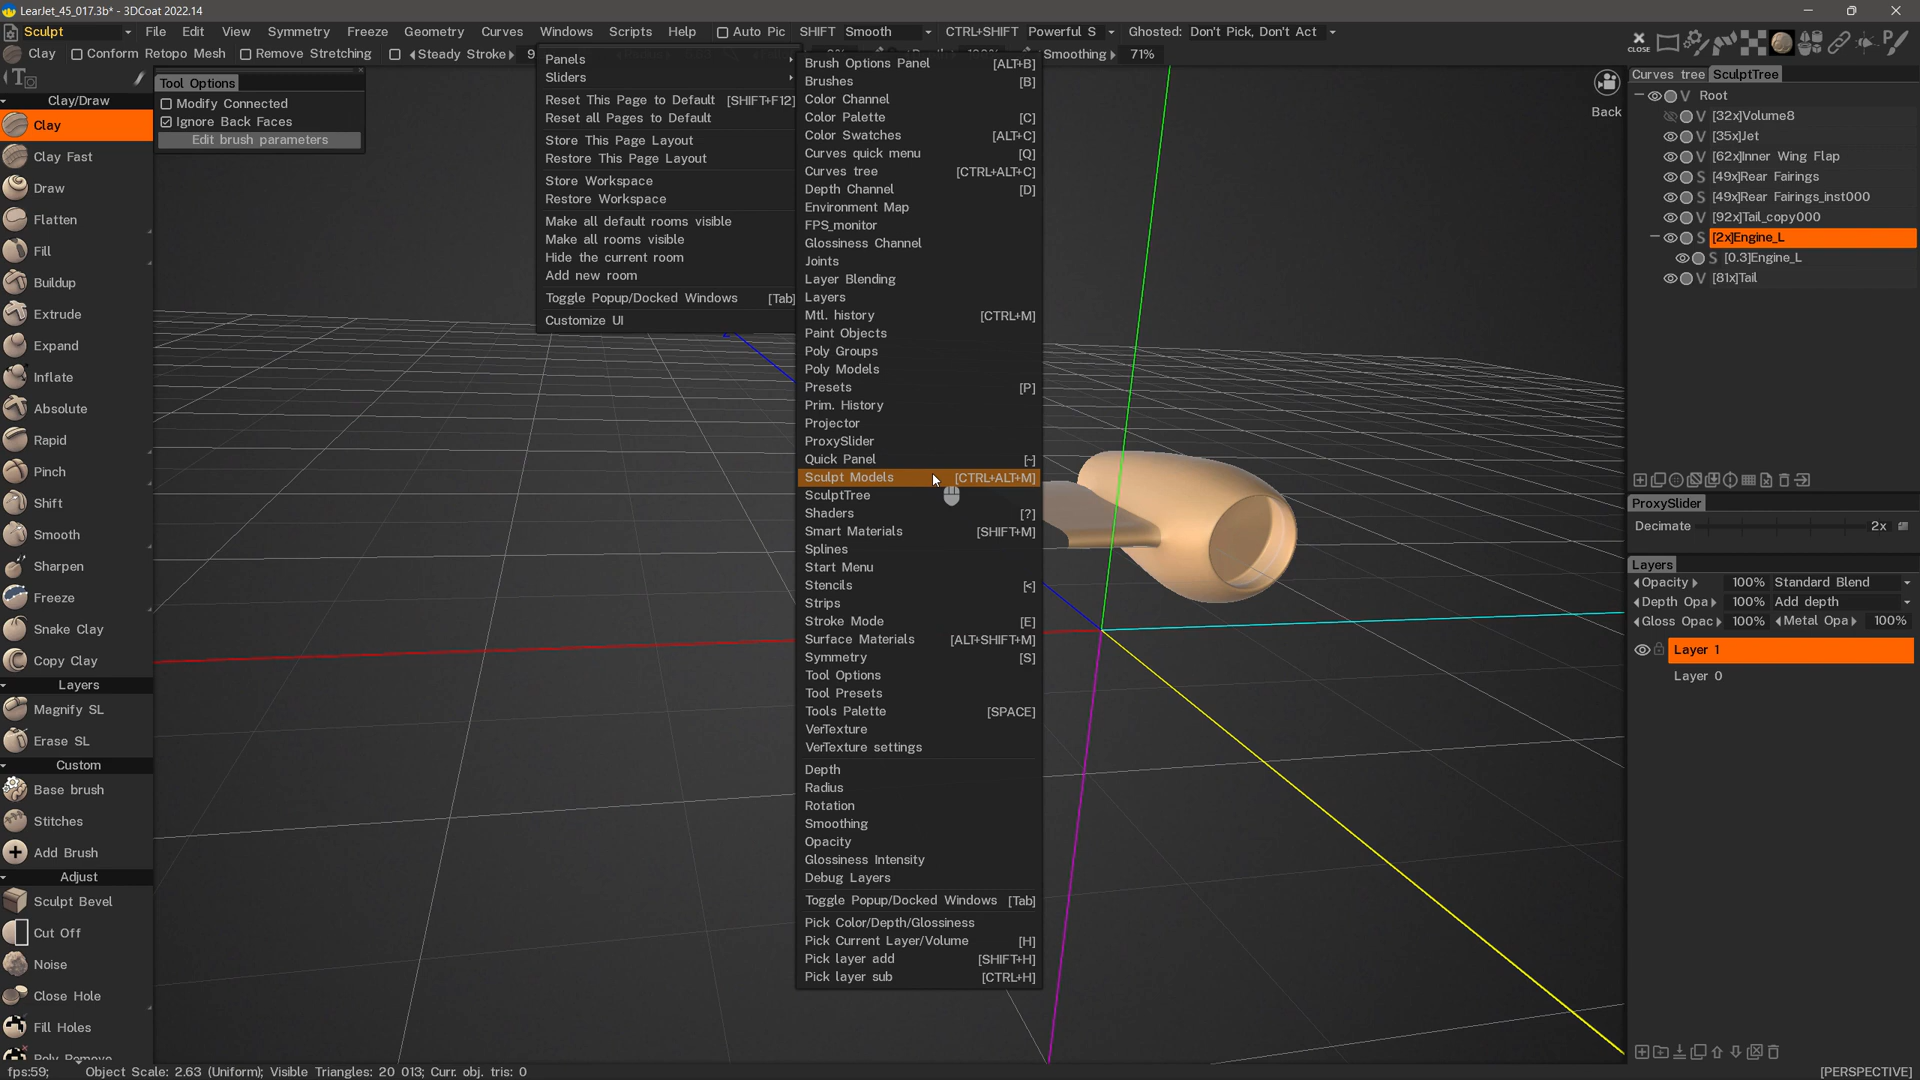 LearJet_45_017.3b* - 3DCoat 2022.14
Sculpt File Edit View Symmetry Freeze Geometry Curves Windows Scripts Help Auto Pic SHIFT Smooth CTRL+SHIFT Powerful S Ghosted: Don't Pick, Don't Act
Clay Conform Retopo Mesh Remove Stretching Steady Stroke 9 Smoothing 71%
CLOSE
Tool Options
Modify Connected
Ignore Back Faces
Edit brush parameters
Clay/Draw
Clay
Clay Fast
Draw
Flatten
Fill
Buildup
Extrude
Expand
Inflate
Absolute
Rapid
Pinch
Shift
Smooth
Sharpen
Freeze
Snake Clay
Copy Clay
Layers
Magnify SL
Erase SL
Custom
Base brush
Stitches
Add Brush
Adjust
Sculpt Bevel
Cut Off
Noise
Close Hole
Fill Holes
Poly Remove
Panels
Sliders
Reset This Page to Default [SHIFT+F12]
Reset all Pages to Default
Store This Page Layout
Restore This Page Layout
Store Workspace
Restore Workspace
Make all default rooms visible
Make all rooms visible
Hide the current room
Add new room
Toggle Popup/Docked Windows [Tab]
Customize UI
Brush Options Panel [ALT+B]
Brushes [B]
Color Channel
Color Palette [C]
Color Swatches [ALT+C]
Curves quick menu [Q]
Curves tree [CTRL+ALT+C]
Depth Channel [D]
Environment Map
FPS_monitor
Glossiness Channel
Joints
Layer Blending
Layers
Mtl. history [CTRL+M]
Paint Objects
Poly Groups
Poly Models
Presets [P]
Prim. History
Projector
ProxySlider
Quick Panel [~]
Sculpt Models [CTRL+ALT+M]
SculptTree
Shaders [?]
Smart Materials [SHIFT+M]
Splines
Start Menu
Stencils [<]
Strips
Stroke Mode [E]
Surface Materials [ALT+SHIFT+M]
Symmetry [S]
Tool Options
Tool Presets
Tools Palette [SPACE]
VerTexture
VerTexture settings
Depth
Radius
Rotation
Smoothing
Opacity
Glossiness Intensity
Debug Layers
Toggle Popup/Docked Windows [Tab]
Pick Color/Depth/Glossiness
Pick Current Layer/Volume [H]
Pick layer add [SHIFT+H]
Pick layer sub [CTRL+H]
Back
Curves tree SculptTree
V Root
V [32x]Volume8
V [35x]Jet
V [62x]Inner Wing Flap
S [49x]Rear Fairings
S [49x]Rear Fairings_inst000
V [92x]Tail_copy000
S [2x]Engine_L
S [0.3]Engine_L
V [81x]Tail
ProxySlider
Decimate 2x
Layers
Opacity 100% Standard Blend
Depth Opa 100% Add depth
Gloss Opac 100% Metal Opa 100%
Layer 1
Layer 0
fps:59; Object Scale: 2.63 (Uniform); Visible Triangles: 20 013; Curr. obj. tris: 0
[PERSPECTIVE]